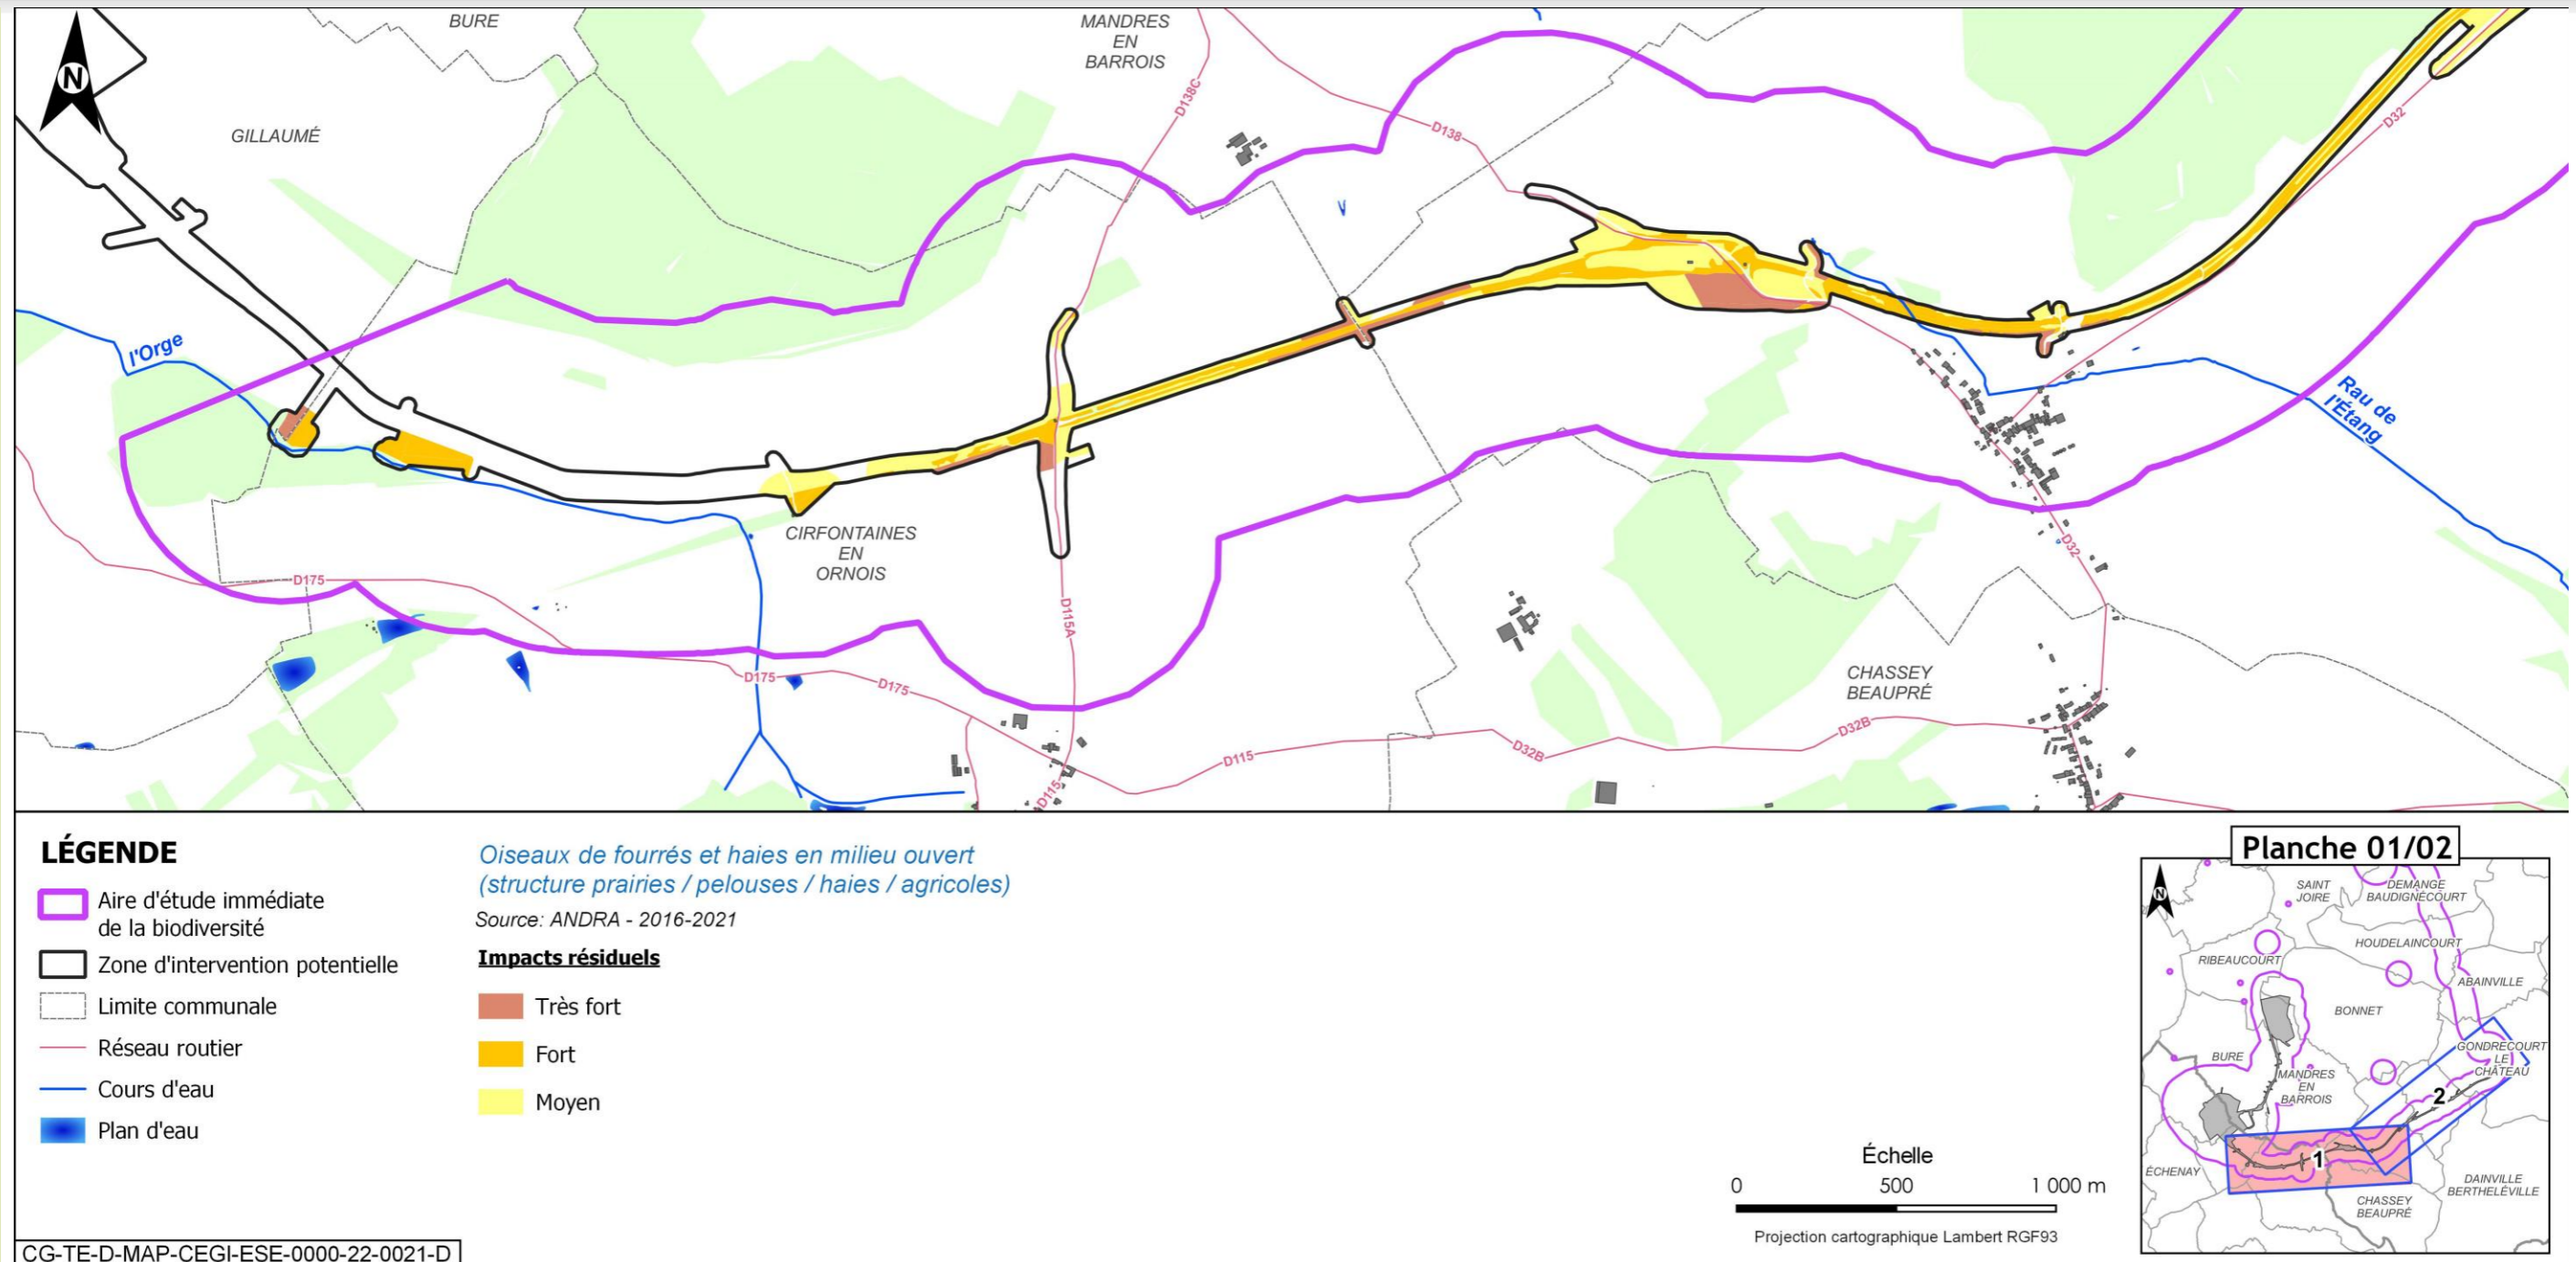 BURE
MANDRES
EN
BARROIS
N
GILLAUMÉ
D138C
D138
D32
l'Orge
Rau de
l'Étang
CIRFONTAINES
EN
ORNOIS
D175
D32
D115A
D175
D175
CHASSEY
BEAUPRÉ
D115
D32B
D32B
D115
LÉGENDE
Aire d'étude immédiate
de la biodiversité
Zone d'intervention potentielle
Limite communale
Réseau routier
Cours d'eau
Plan d'eau
Oiseaux de fourrés et haies en milieu ouvert
(structure prairies / pelouses / haies / agricoles)
Source: ANDRA - 2016-2021
Impacts résiduels
Très fort
Fort
Moyen
Échelle
0 500 1 000 m
Projection cartographique Lambert RGF93
Planche 01/02
N
SAINT
JOIRE
DEMANGE
BAUDIGNÉCOURT
HOUDELAINCOURT
RIBEAUCOURT
ABAINVILLE
BONNET
GONDRECOURT
LE
CHÂTEAU
BURE
MANDRES
EN
BARROIS
2
1
ÉCHENAY
DAINVILLE
BERTHELÉVILLE
CHASSEY
BEAUPRÉ
CG-TE-D-MAP-CEGI-ESE-0000-22-0021-D